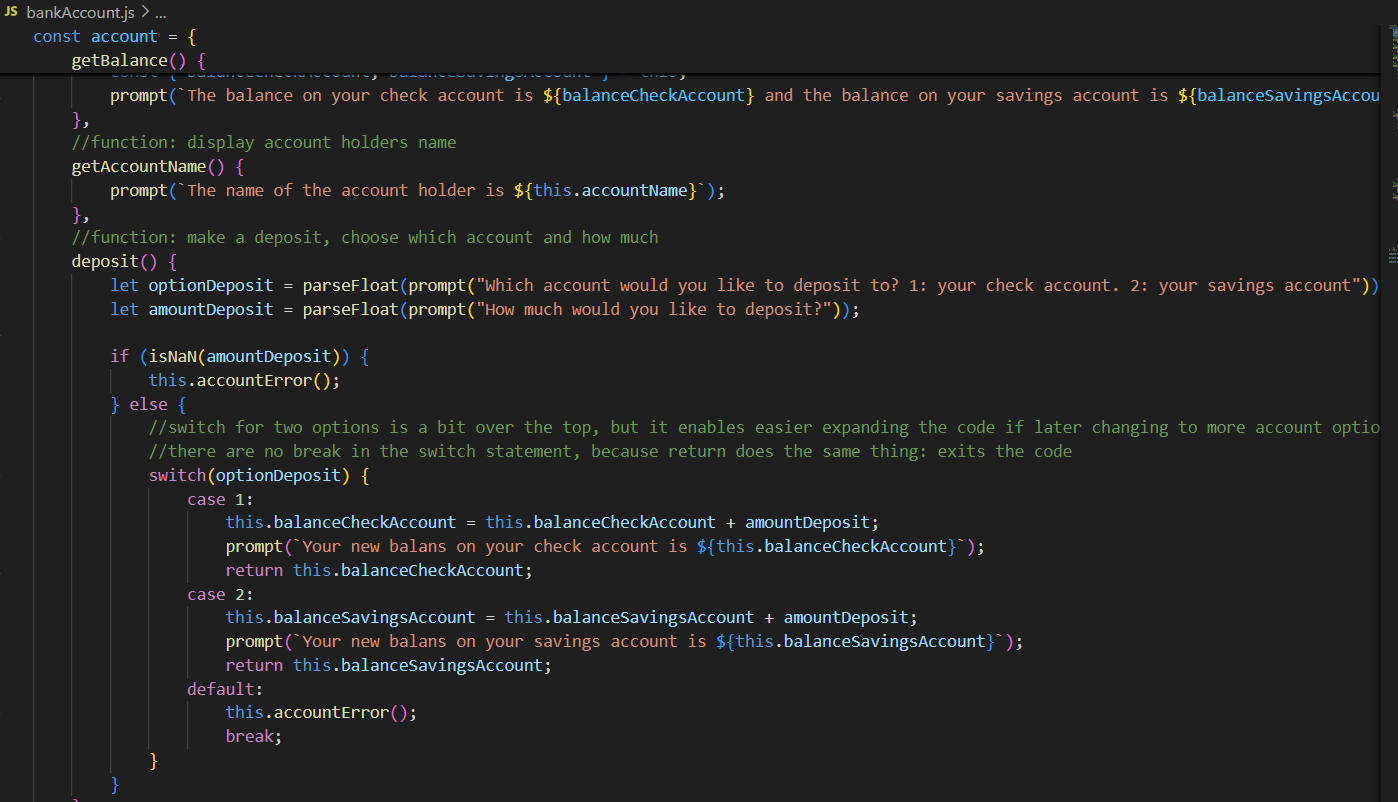 JS bankAccount.js > ...
const account = {
getBalance() {
const { balanceCheckAccount, balanceSavingsAccount } = this;
prompt(`The balance on your check account is ${balanceCheckAccount} and the balance on your savings account is ${balanceSavingsAccou
},
//function: display account holders name
getAccountName() {
prompt(`The name of the account holder is ${this.accountName}`);
},
//function: make a deposit, choose which account and how much
deposit() {
let optionDeposit = parseFloat(prompt("Which account would you like to deposit to? 1: your check account. 2: your savings account"))
let amountDeposit = parseFloat(prompt("How much would you like to deposit?"));
if (isNaN(amountDeposit)) {
this.accountError();
} else {
//switch for two options is a bit over the top, but it enables easier expanding the code if later changing to more account optio
//there are no break in the switch statement, because return does the same thing: exits the code
switch(optionDeposit) {
case 1:
this.balanceCheckAccount = this.balanceCheckAccount + amountDeposit;
prompt(`Your new balans on your check account is ${this.balanceCheckAccount}`);
return this.balanceCheckAccount;
case 2:
this.balanceSavingsAccount = this.balanceSavingsAccount + amountDeposit;
prompt(`Your new balans on your savings account is ${this.balanceSavingsAccount}`);
return this.balanceSavingsAccount;
default:
this.accountError();
break;
}
}